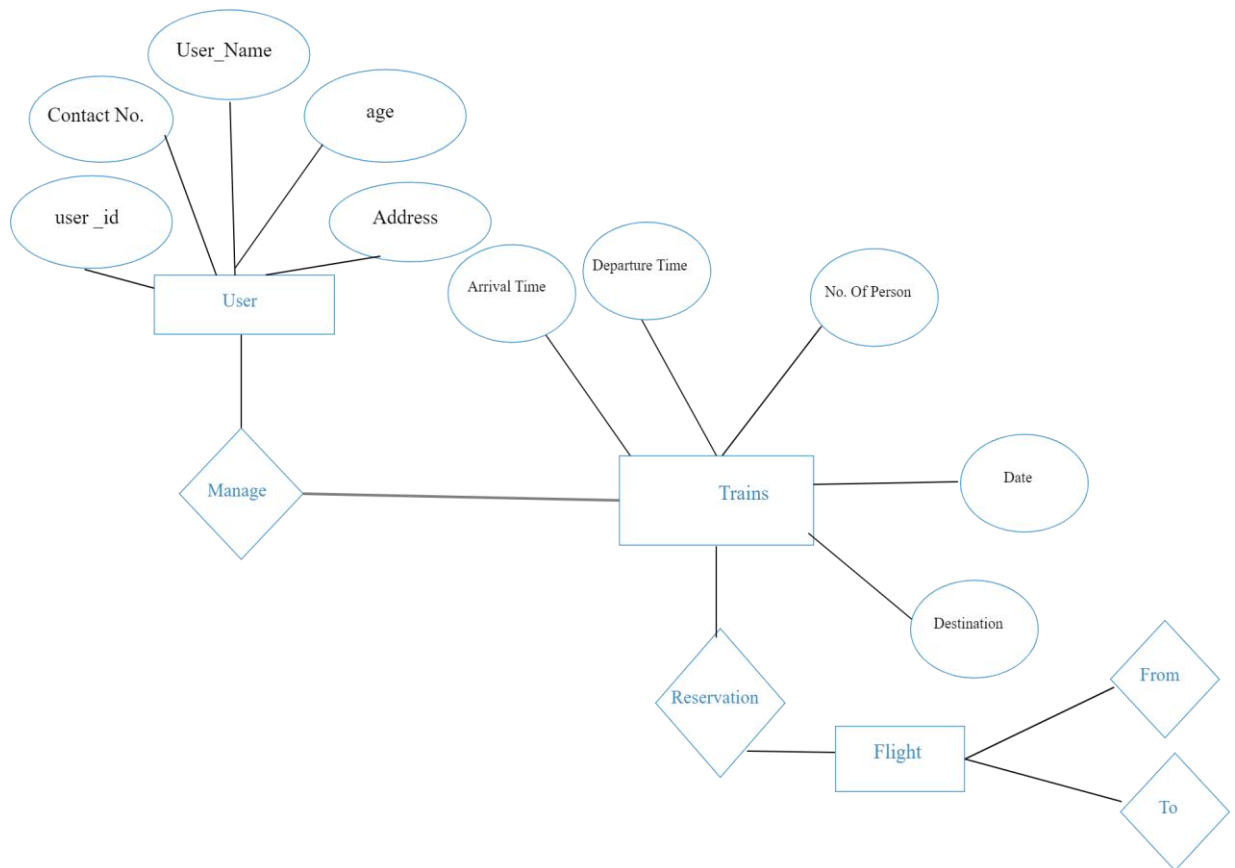 User_Name
Contact No.
age
user _id
Address
User
Arrival Time
Departure Time
No. Of Person
Manage
Trains
Date
Destination
Reservation
From
Flight
To